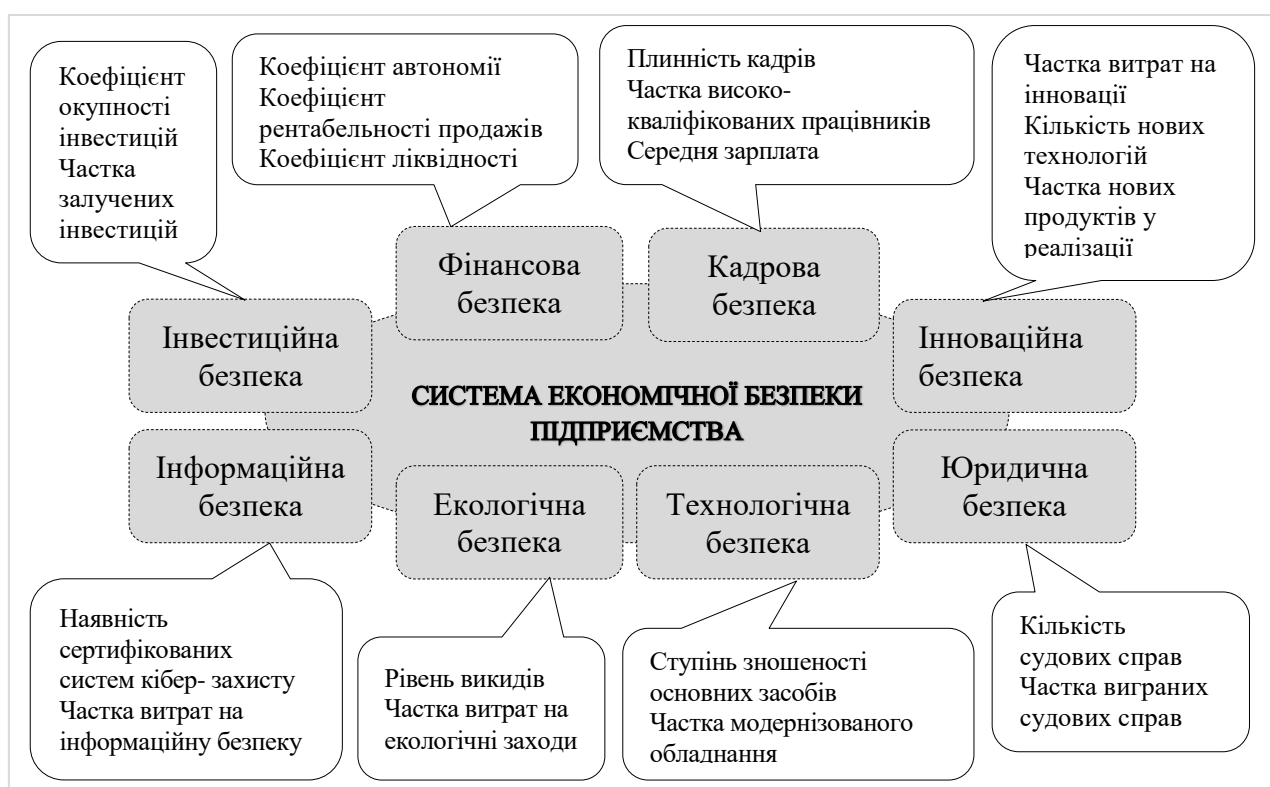 Коефіцієнт
окупності
інвестицій
Частка
залучених
інвестицій
Коефіцієнт автономії
Коефіцієнт
рентабельності продажів
Коефіцієнт ліквідності
Плинність кадрів
Частка високо-
кваліфікованих працівників
Середня зарплата
Частка витрат на
інновації
Кількість нових
технологій
Частка нових
продуктів у
реалізації
Фінансова
безпека
Кадрова
безпека
Інвестиційна
безпека
Інноваційна
безпека
СИСТЕМА ЕКОНОМІЧНОЇ БЕЗПЕКИ
ПІДПРИЄМСТВА
Інформаційна
безпека
Екологічна
безпека
Технологічна
безпека
Юридична
безпека
Наявність
сертифікованих
систем кібер- захисту
Частка витрат на
інформаційну безпеку
Рівень викидів
Частка витрат на
екологічні заходи
Ступінь зношеності
основних засобів
Частка модернізованого
обладнання
Кількість
судових справ
Частка виграних
судових справ